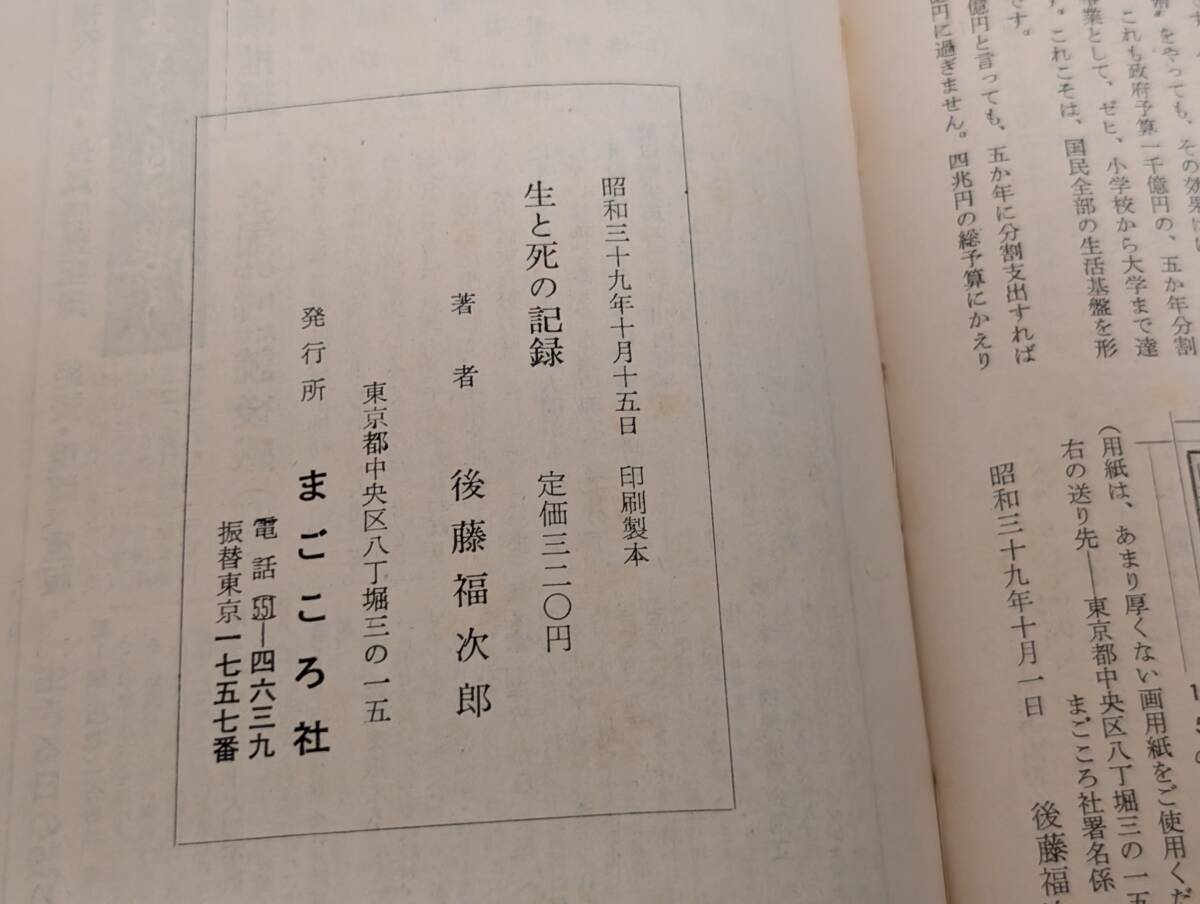 これも政府予算一千億円の、五か年分割
事業として、ぜヒ、小学校から大学まで達
これこそは、国民全部の生活基盤を形
です。
億円と言っても、五か年に分割支出すれば
円に過ぎません。四兆円の総予算にかえり
(用紙は、あまり厚くない画用紙をご使用くだ
右の送り先――東京都中央区八丁堀三の一五
まごころ社署名係
昭和三十九年十月一日
後藤福
昭和三十九年十月十五日 印刷製本
生と死の記録 定価三二〇円
著者 後藤福次郎
東京都中央区八丁堀三の一五
発行所 まごころ社
電話(551)―四六三九
振替東京一七五七番